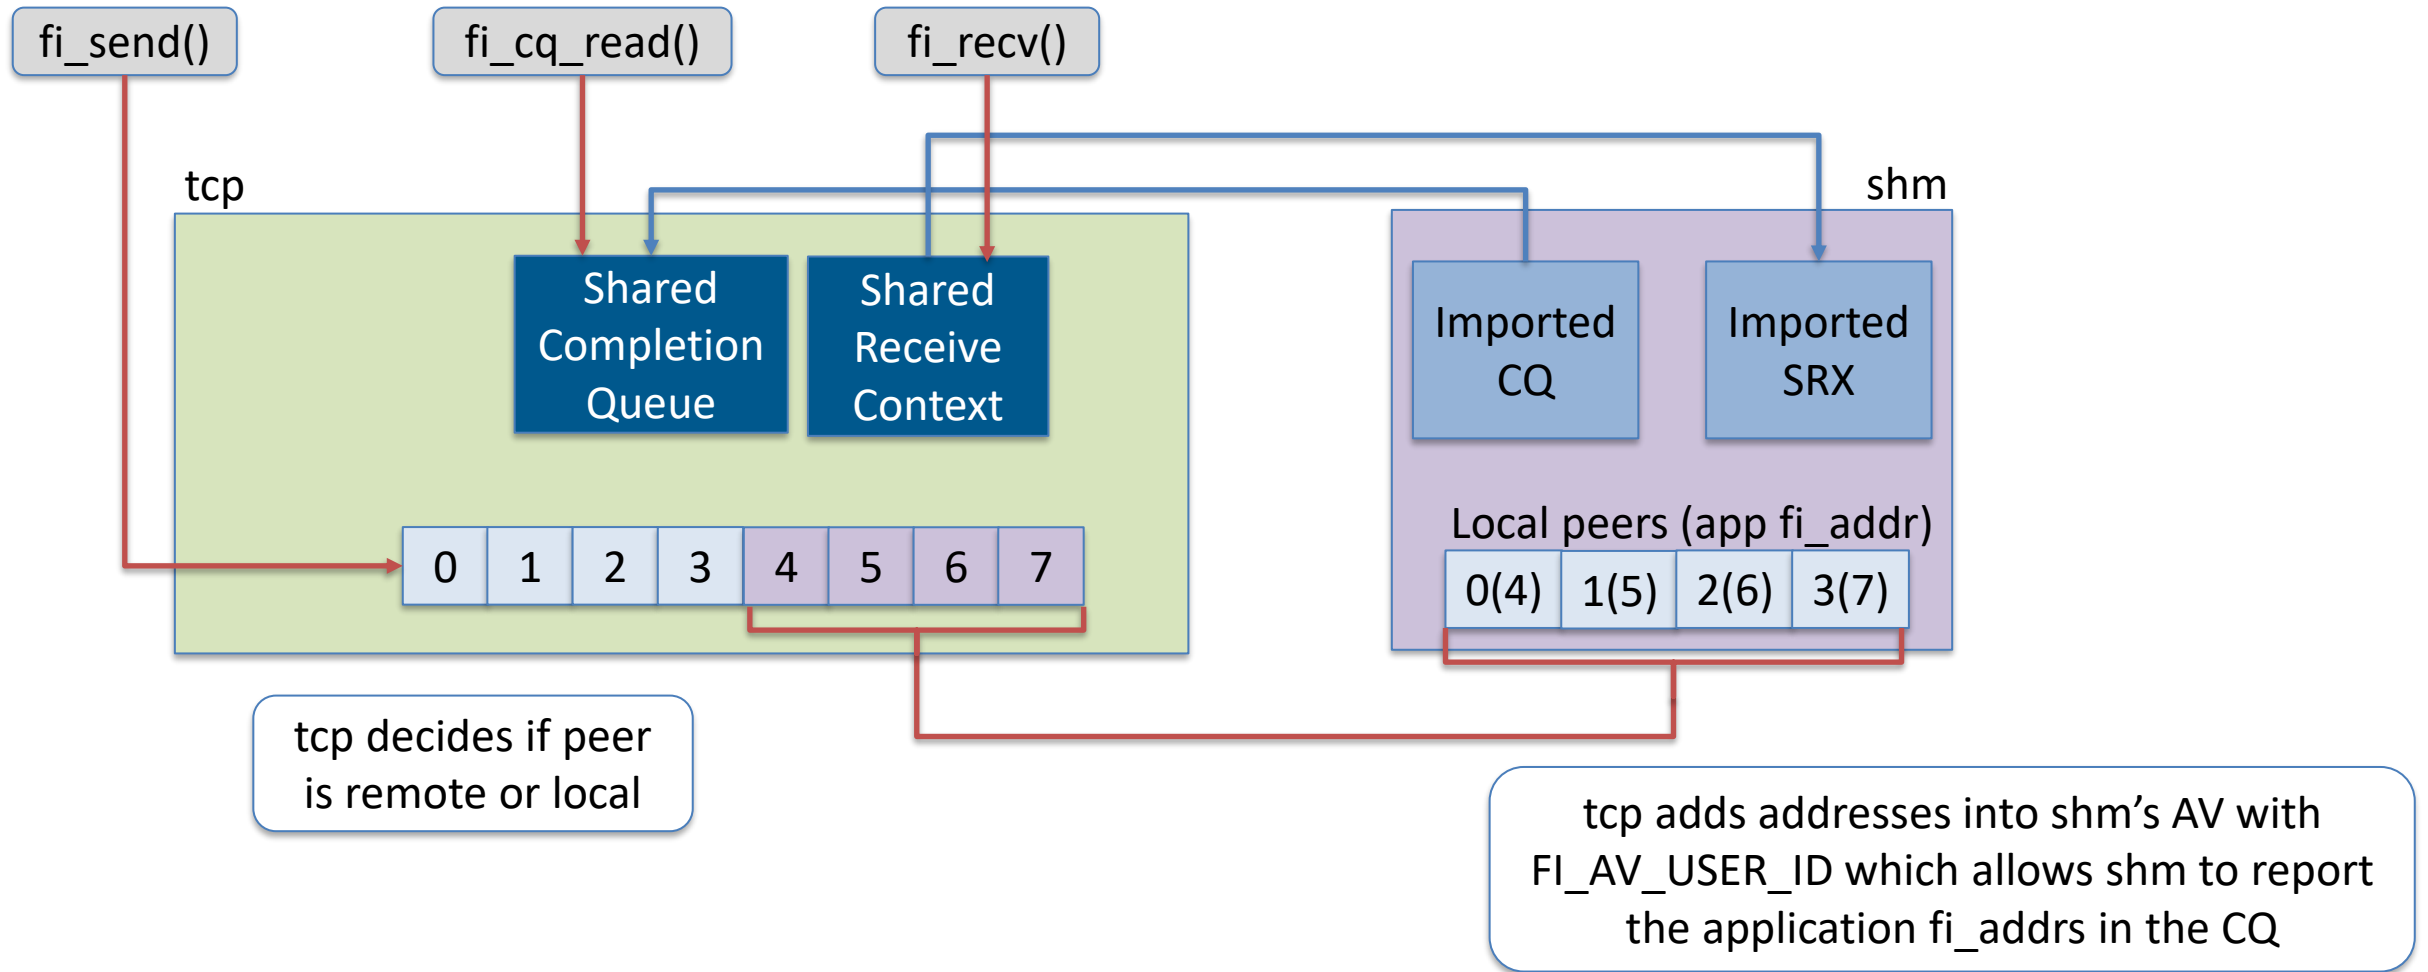 fi_send()
fi_cq_read()
fi_recv()
tcp
shm
Shared
Completion
Queue
Shared
Receive
Context
Imported
CQ
Imported
SRX
0 1 2 3 4 5 6 7
Local peers (app fi_addr)
0(4) 1(5) 2(6) 3(7)
tcp decides if peer
is remote or local
tcp adds addresses into shm’s AV with
FI_AV_USER_ID which allows shm to report
the application fi_addrs in the CQ